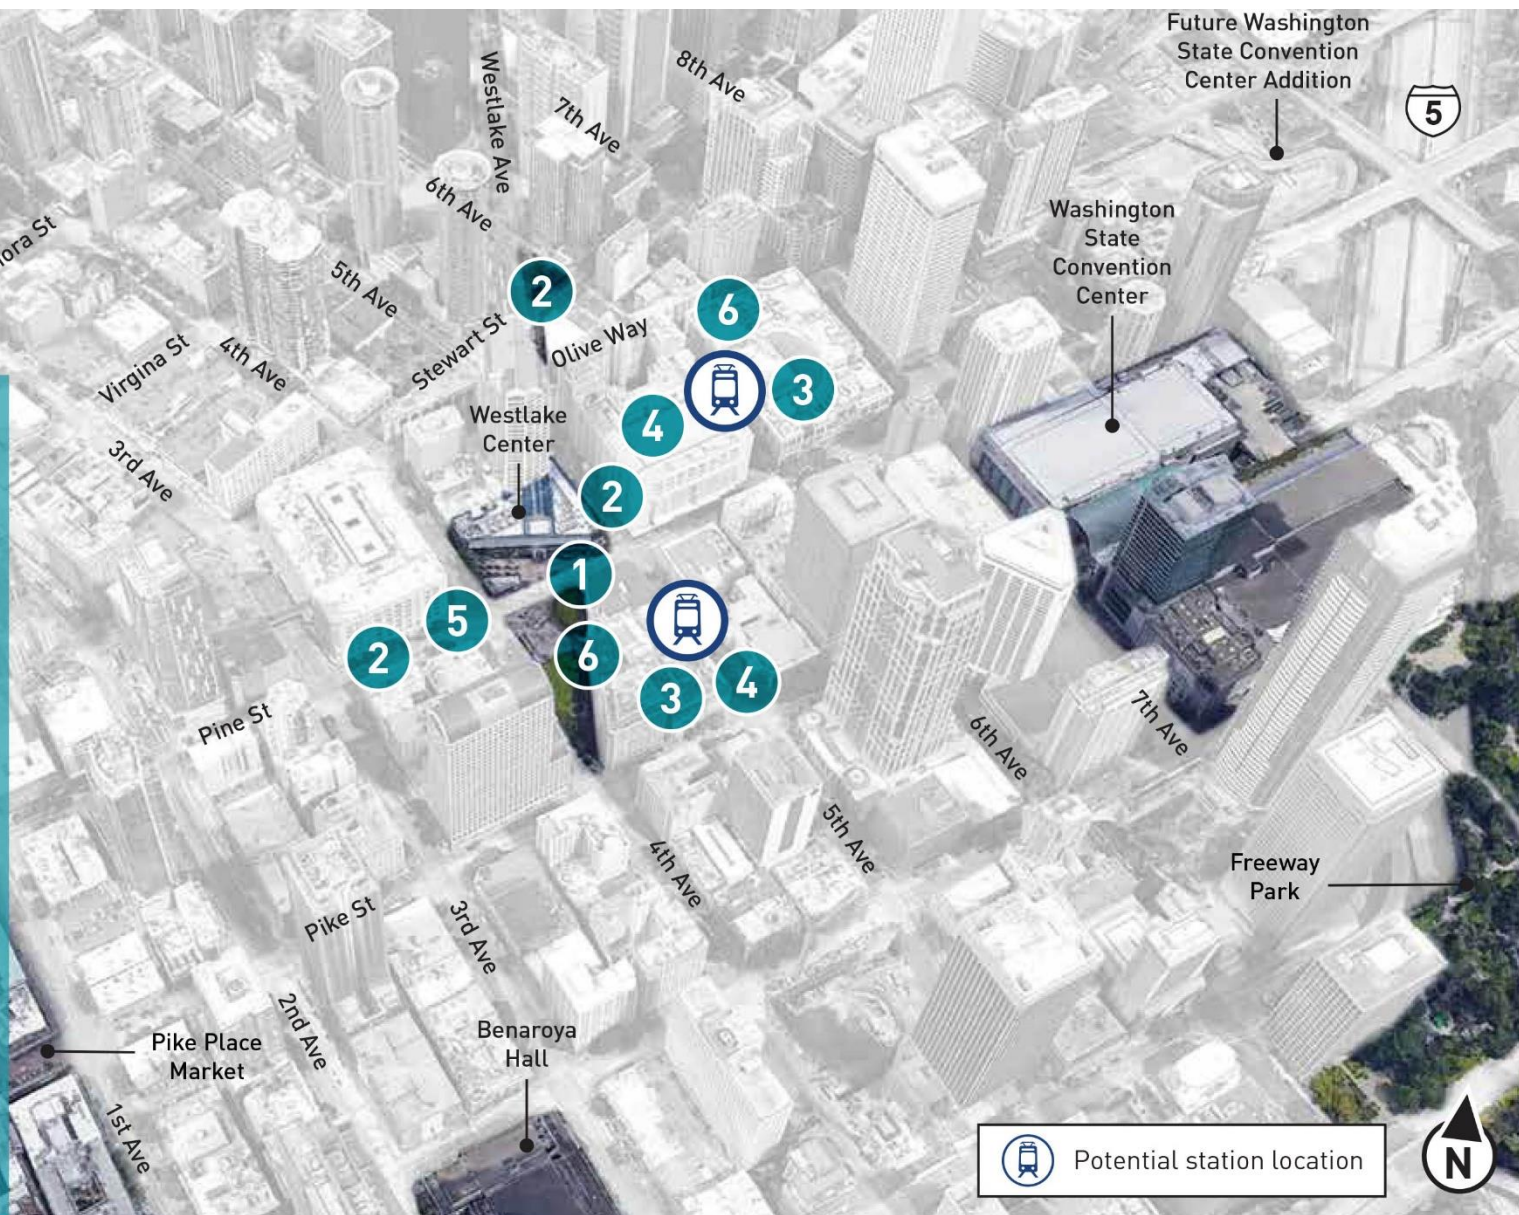 Future Washington
State Convention
Center Addition
5
8th Ave
Westlake Ave
7th Ave
6th Ave
Washington
State
Convention
Center
ora St
5th Ave
2
6
Stewart St
Olive Way
Virgina St
4th Ave
3
4
Westlake
Center
3rd Ave
2
1
5
6
2
3
4
Pine St
6th Ave
7th Ave
5th Ave
4th Ave
Freeway
Park
Pike St
3rd Ave
2nd Ave
Benaroya
Hall
Pike Place
Market
1st Ave
Potential station location
N